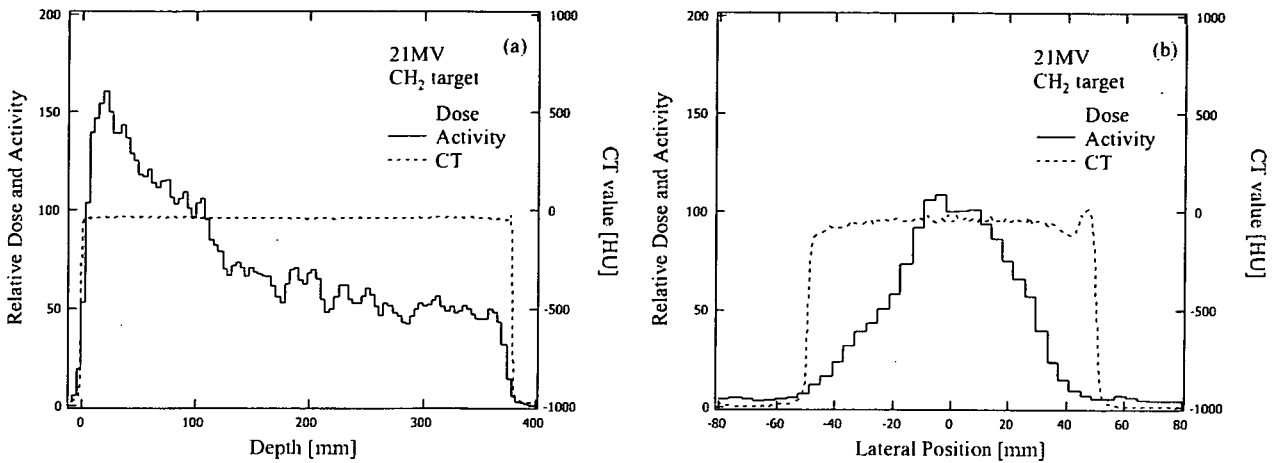 200
150
100
50
0
Relative Dose and Activity
(a)
21MV
CH2 target
Dose
Activity
CT
1000
500
0
-500
-1000
CT value [HU]
0
100
200
300
400
Depth [mm]
200
150
100
50
0
Relative Dose and Activity
(b)
21MV
CH2 target
Dose
Activity
CT
1000
500
0
-500
-1000
CT value [HU]
-80
-60
-40
-20
0
20
40
60
80
Lateral Position [mm]